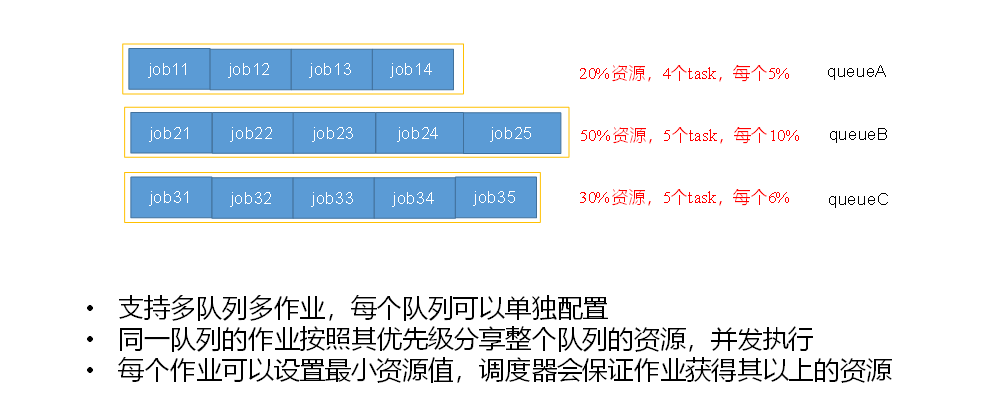 job11 job12 job13 job14 20%资源，4个task，每个5% queueA
job21 job22 job23 job24 job25 50%资源，5个task，每个10% queueB
job31 job32 job33 job34 job35 30%资源，5个task，每个6% queueC
• 支持多队列多作业，每个队列可以单独配置
• 同一队列的作业按照其优先级分享整个队列的资源，并发执行
• 每个作业可以设置最小资源值，调度器会保证作业获得其以上的资源